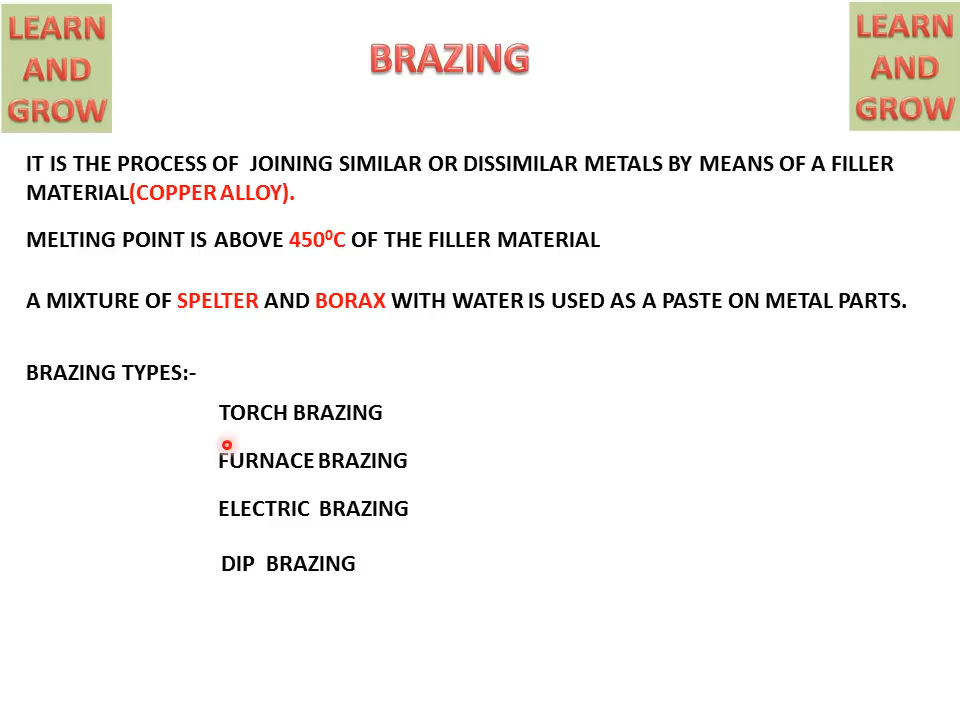 LEARN
AND
GROW
BRAZING
LEARN
AND
GROW
IT IS THE PROCESS OF JOINING SIMILAR OR DISSIMILAR METALS BY MEANS OF A FILLER
MATERIAL(COPPER ALLOY).
MELTING POINT IS ABOVE 450⁰C OF THE FILLER MATERIAL
A MIXTURE OF SPELTER AND BORAX WITH WATER IS USED AS A PASTE ON METAL PARTS.
BRAZING TYPES:-
TORCH BRAZING
FURNACE BRAZING
ELECTRIC BRAZING
DIP BRAZING